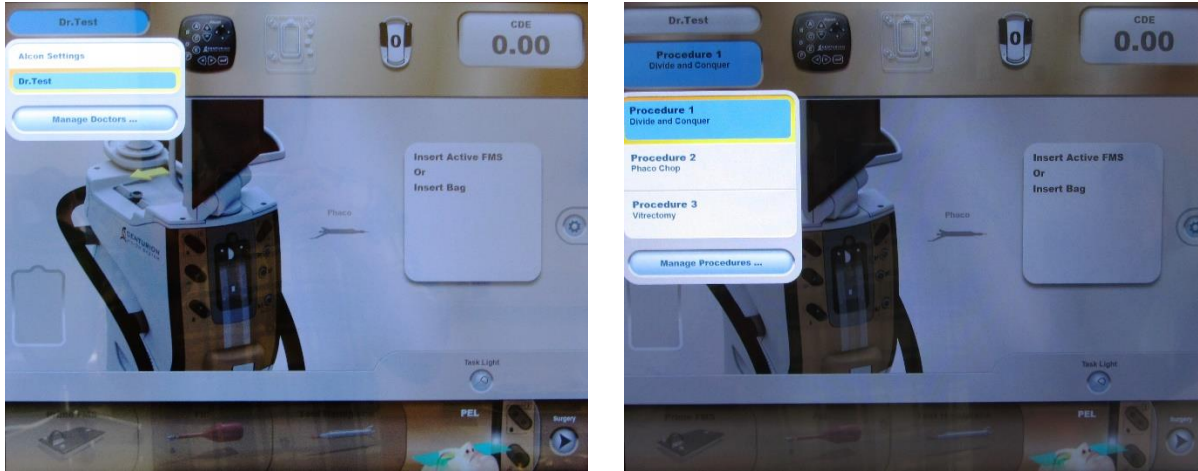 Dr.Test
CDE
0.00
0
Alcon Settings
Dr.Test
Manage Doctors ...
Insert Active FMS
Or
Insert Bag
Phaco
CENTURION
Task Light
PEL
Surgery
Dr.Test
CDE
0.00
0
Procedure 1
Divide and Conquer
Procedure 1
Divide and Conquer
Procedure 2
Phaco Chop
Procedure 3
Vitrectomy
Manage Procedures ...
Insert Active FMS
Or
Insert Bag
Phaco
Task Light
PEL
Surgery